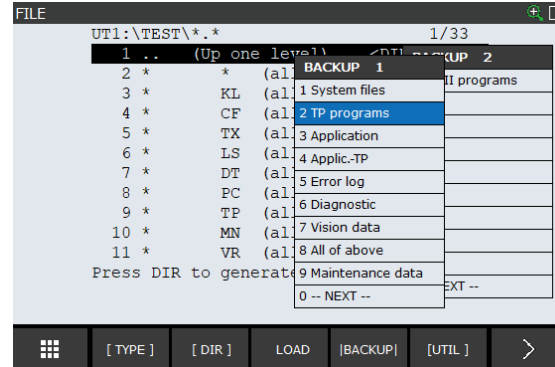 FILE
UT1:\TEST\*.* 1/33
1 .. (Up one level) <DI
2 * * (al
3 * KL (al
4 * CF (al
5 * TX (al
6 * LS (al
7 * DT (al
8 * PC (al
9 * TP (al
10 * MN (al
11 * VR (al
Press DIR to generat
BACKUP 1
1 System files
2 TP programs
3 Application
4 Applic.-TP
5 Error log
6 Diagnostic
7 Vision data
8 All of above
9 Maintenance data
0 -- NEXT --
BACKUP 2
II programs
EXT --
[ TYPE ] [ DIR ] LOAD |BACKUP| [UTIL ] >